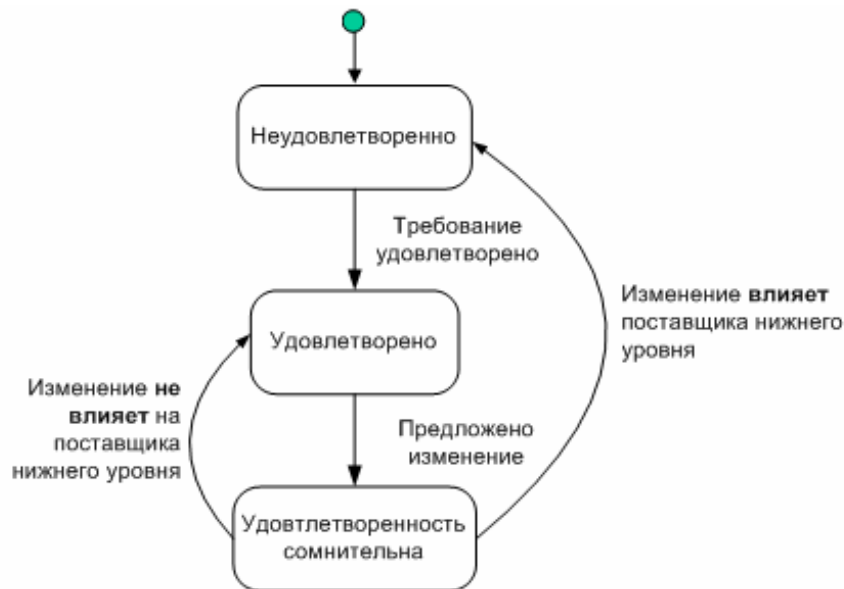 Неудовлетворенно
Требование
удовлетворено
Изменение влияет
поставщика нижнего
уровня
Удовлетворено
Изменение не
влияет на
поставщика
нижнего уровня
Предложено
изменение
Удовтлетворенность
сомнительна